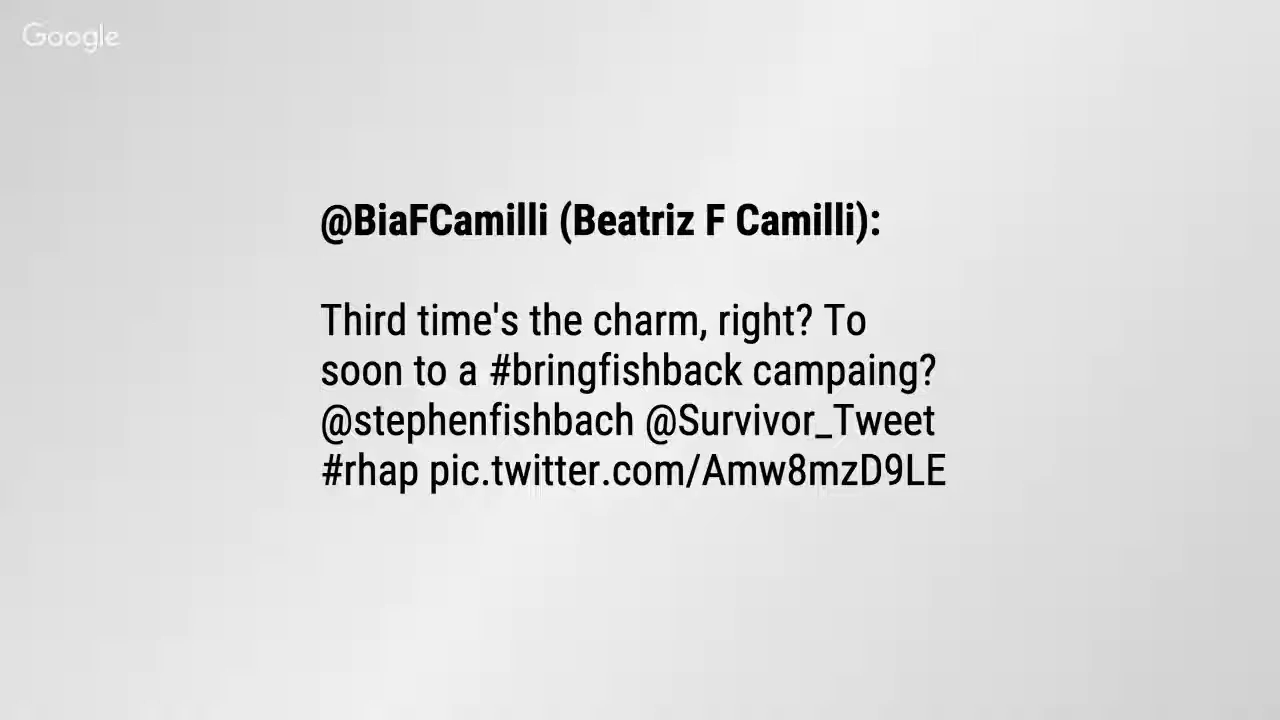 Google
@BiaFCamilli (Beatriz F Camilli):
Third time's the charm, right? To
soon to a #bringfishback campaing?
@stephenfishbach @Survivor_Tweet
#rhap pic.twitter.com/Amw8mzD9LE